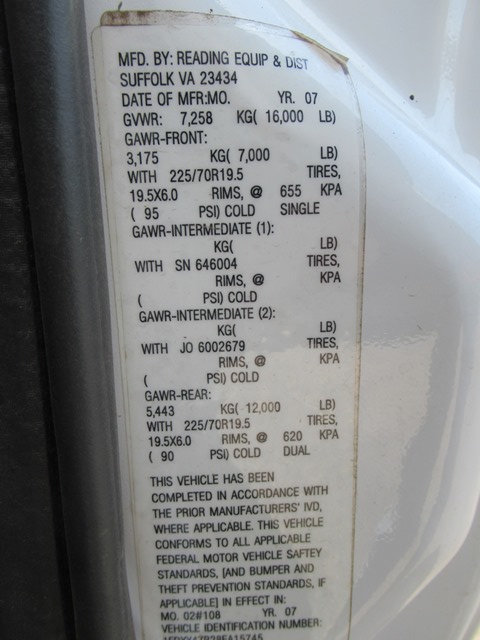 MFD. BY: READING EQUIP & DIST
SUFFOLK VA 23434
DATE OF MFR:MO. YR. 07
GVWR: 7,258 KG( 16,000 LB)
GAWR-FRONT:
3,175 KG( 7,000 LB)
WITH 225/70R19.5 TIRES,
19.5X6.0 RIMS, @ 655 KPA
( 95 PSI) COLD SINGLE
GAWR-INTERMEDIATE (1):
KG( LB)
WITH SN 646004 TIRES,
RIMS, @ KPA
( PSI) COLD
GAWR-INTERMEDIATE (2):
KG( LB)
WITH JO 6002679 TIRES,
RIMS, @ KPA
( PSI) COLD
GAWR-REAR:
5,443 KG( 12,000 LB)
WITH 225/70R19.5 TIRES,
19.5X6.0 RIMS, @ 620 KPA
( 90 PSI) COLD DUAL
THIS VEHICLE HAS BEEN
COMPLETED IN ACCORDANCE WITH
THE PRIOR MANUFACTURERS' IVD,
WHERE APPLICABLE. THIS VEHICLE
CONFORMS TO ALL APPLICABLE
FEDERAL MOTOR VEHICLE SAFTEY
STANDARDS, [AND BUMPER AND
THEFT PREVENTION STANDARDS, IF
APPLICABLE] IN EFFECT IN:
MO. 02#108 YR. 07
VEHICLE IDENTIFICATION NUMBER: